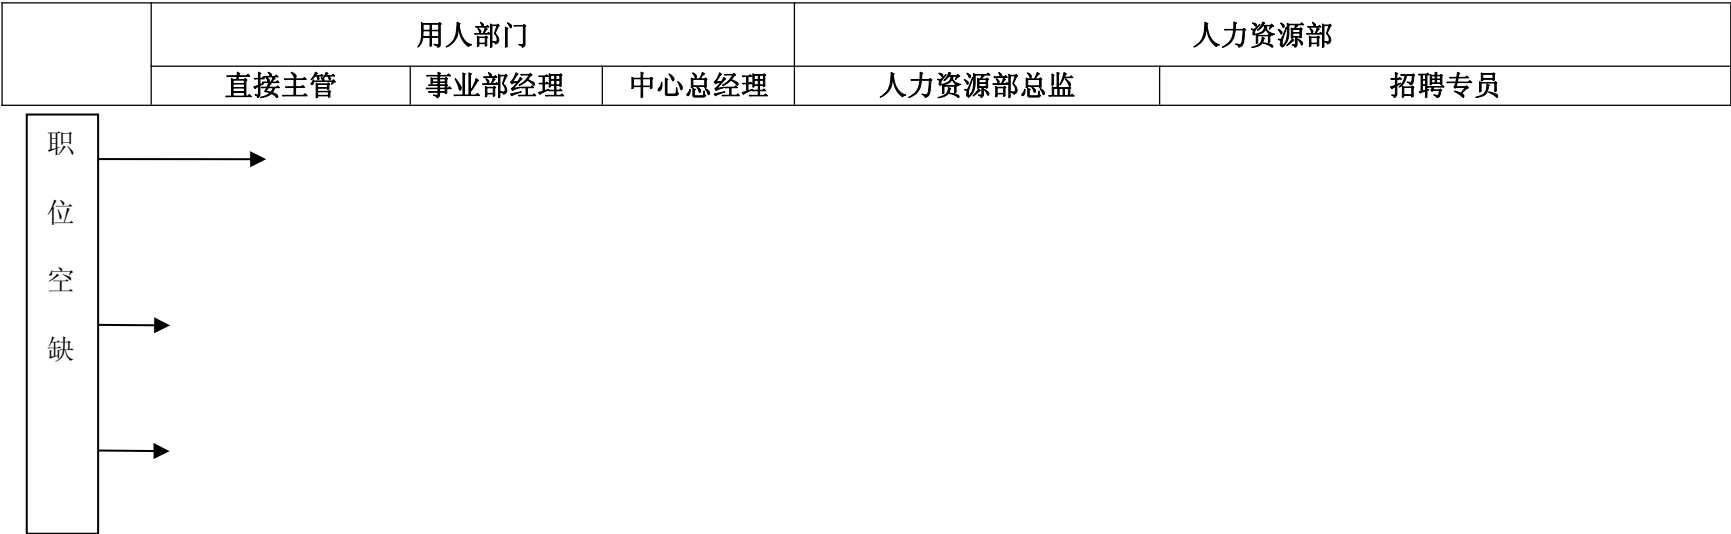 用人部门 人力资源部
直接主管 事业部经理 中心总经理 人力资源部总监 招聘专员
职
位
空
缺